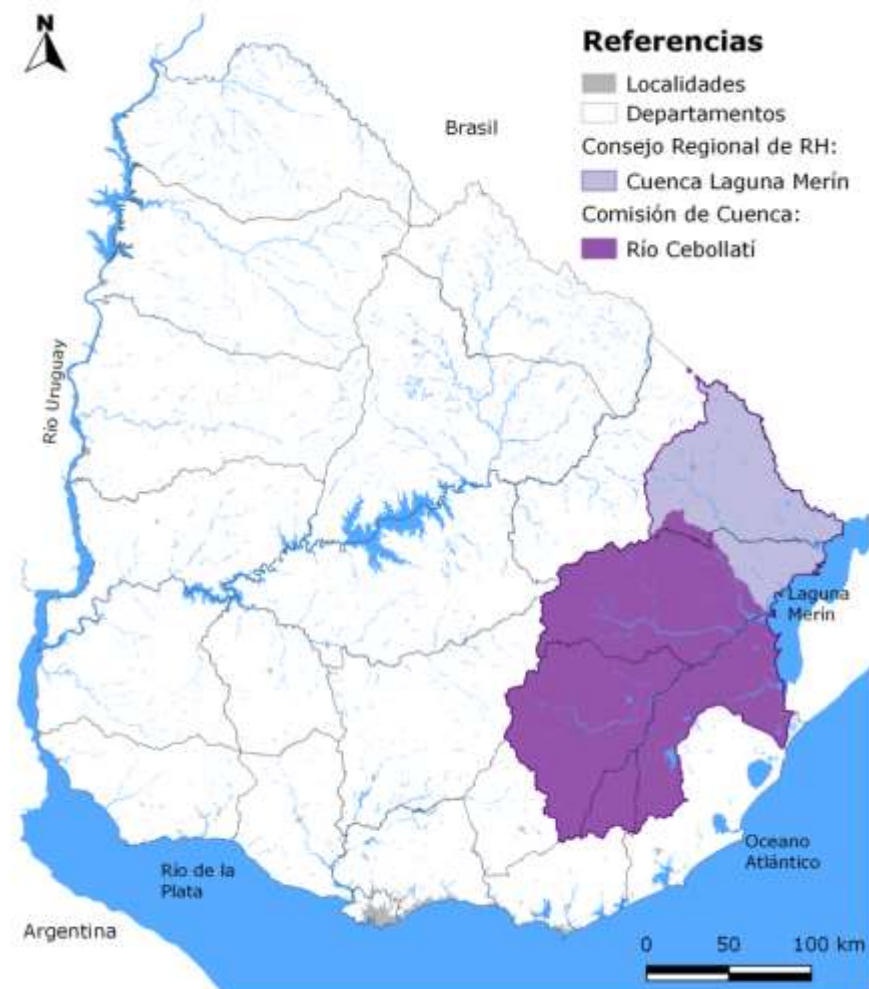 N
Referencias
Localidades
Departamentos
Consejo Regional de RH:
Cuenca Laguna Merín
Comisión de Cuenca:
Río Cebollatí
Brasil
Río Uruguay
Laguna
Merín
Oceano
Atlántico
Río de la
Plata
Argentina
0 50 100 km